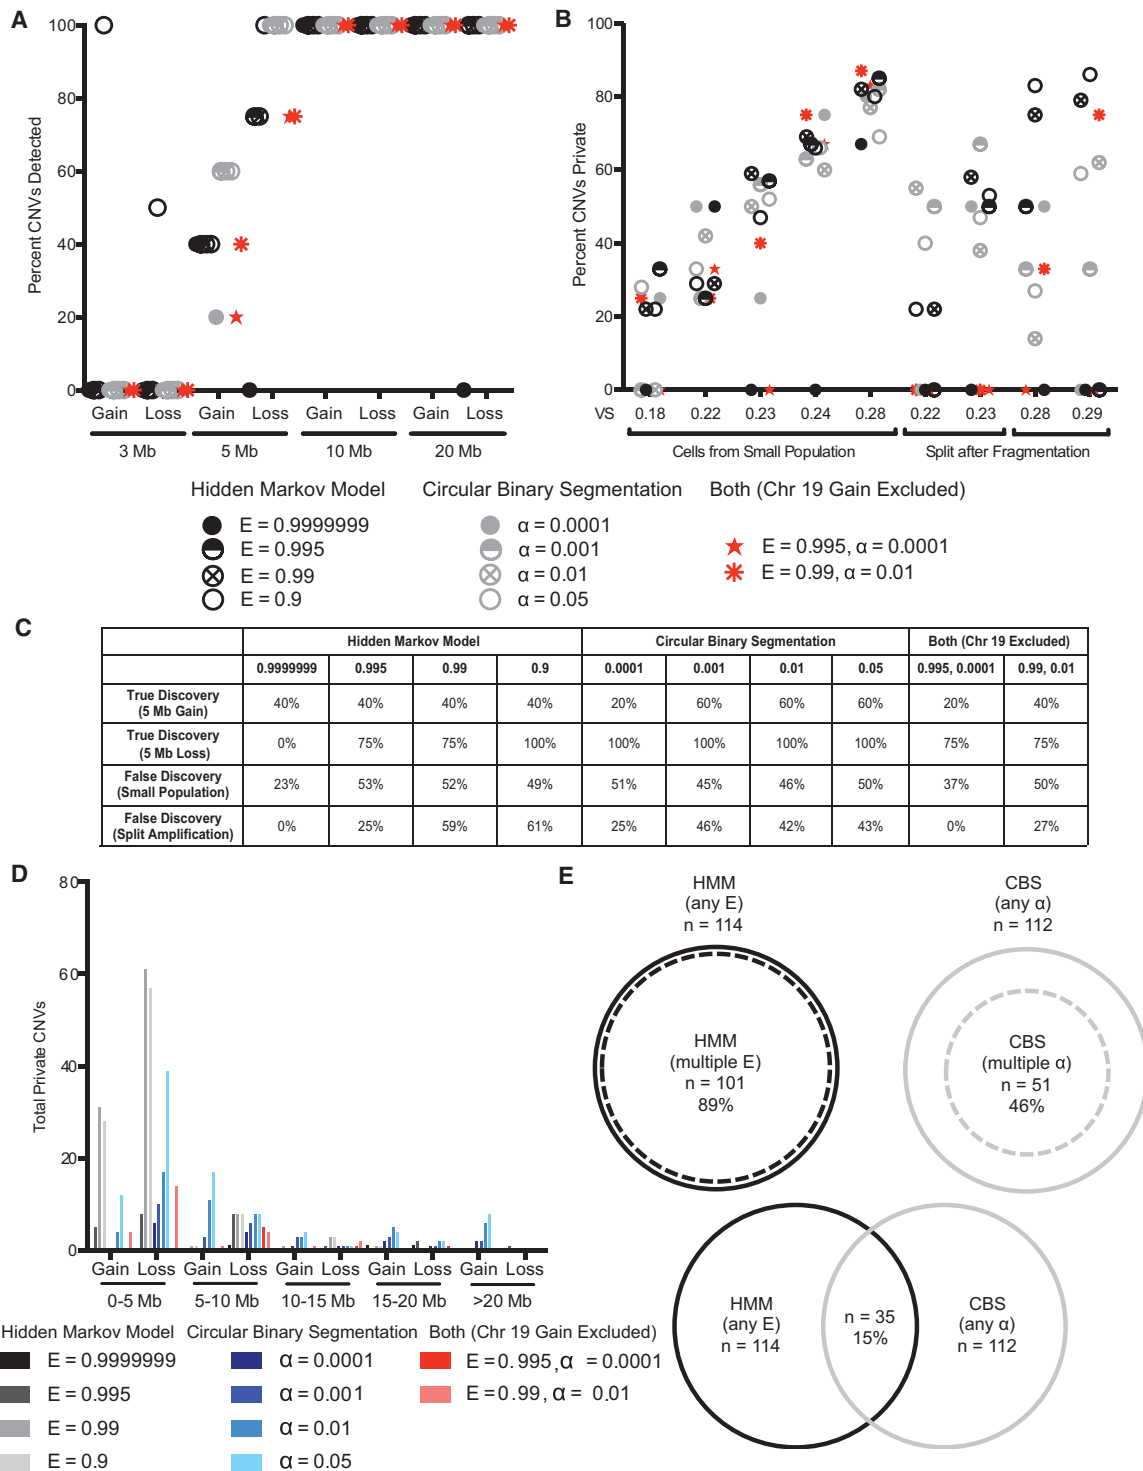 A
Percent CNVs Detected
100
80
60
40
20
0
Gain Loss Gain Loss Gain Loss Gain Loss
3 Mb 5 Mb 10 Mb 20 Mb
B
Percent CNVs Private
100
80
60
40
20
0
VS 0.18 0.22 0.23 0.24 0.28 0.22 0.23 0.28 0.29
Cells from Small Population Split after Fragmentation
Hidden Markov Model
E = 0.9999999
E = 0.995
E = 0.99
E = 0.9
Circular Binary Segmentation
α = 0.0001
α = 0.001
α = 0.01
α = 0.05
Both (Chr 19 Gain Excluded)
E = 0.995, α = 0.0001
E = 0.99, α = 0.01
C
Hidden Markov Model Circular Binary Segmentation Both (Chr 19 Excluded)
0.9999999 0.995 0.99 0.9 0.0001 0.001 0.01 0.05 0.995, 0.0001 0.99, 0.01
True Discovery
(5 Mb Gain)
40% 40% 40% 40% 20% 60% 60% 60% 20% 40%
True Discovery
(5 Mb Loss)
0% 75% 75% 100% 100% 100% 100% 100% 75% 75%
False Discovery
(Small Population)
23% 53% 52% 49% 51% 45% 46% 50% 37% 50%
False Discovery
(Split Amplification)
0% 25% 59% 61% 25% 46% 42% 43% 0% 27%
D
Total Private CNVs
80
60
40
20
0
Gain Loss Gain Loss Gain Loss Gain Loss Gain Loss
0-5 Mb 5-10 Mb 10-15 Mb 15-20 Mb >20 Mb
Hidden Markov Model
E = 0.9999999
E = 0.995
E = 0.99
E = 0.9
Circular Binary Segmentation
α = 0.0001
α = 0.001
α = 0.01
α = 0.05
Both (Chr 19 Gain Excluded)
E = 0.995, α = 0.0001
E = 0.99, α = 0.01
E
HMM
(any E)
n = 114
HMM
(multiple E)
n = 101
89%
CBS
(any α)
n = 112
CBS
(multiple α)
n = 51
46%
HMM
(any E)
n = 114
n = 35
15%
CBS
(any α)
n = 112